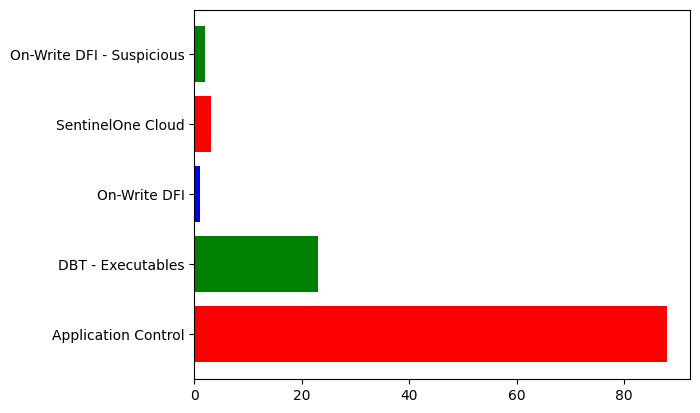 On-Write DFI - Suspicious
SentinelOne Cloud
On-Write DFI
DBT - Executables
Application Control
0 20 40 60 80